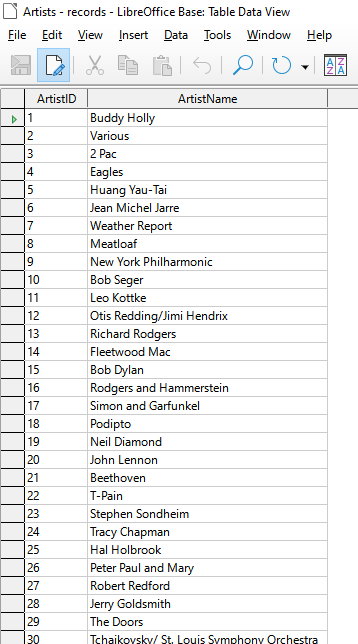 Artists - records - LibreOffice Base: Table Data View
File Edit View Insert Data Tools Window Help
A Z Z A
ArtistID ArtistName
1 Buddy Holly
2 Various
3 2 Pac
4 Eagles
5 Huang Yau-Tai
6 Jean Michel Jarre
7 Weather Report
8 Meatloaf
9 New York Philharmonic
10 Bob Seger
11 Leo Kottke
12 Otis Redding/Jimi Hendrix
13 Richard Rodgers
14 Fleetwood Mac
15 Bob Dylan
16 Rodgers and Hammerstein
17 Simon and Garfunkel
18 Podipto
19 Neil Diamond
20 John Lennon
21 Beethoven
22 T-Pain
23 Stephen Sondheim
24 Tracy Chapman
25 Hal Holbrook
26 Peter Paul and Mary
27 Robert Redford
28 Jerry Goldsmith
29 The Doors
30 Tchaikovsky/ St. Louis Symphony Orchestra